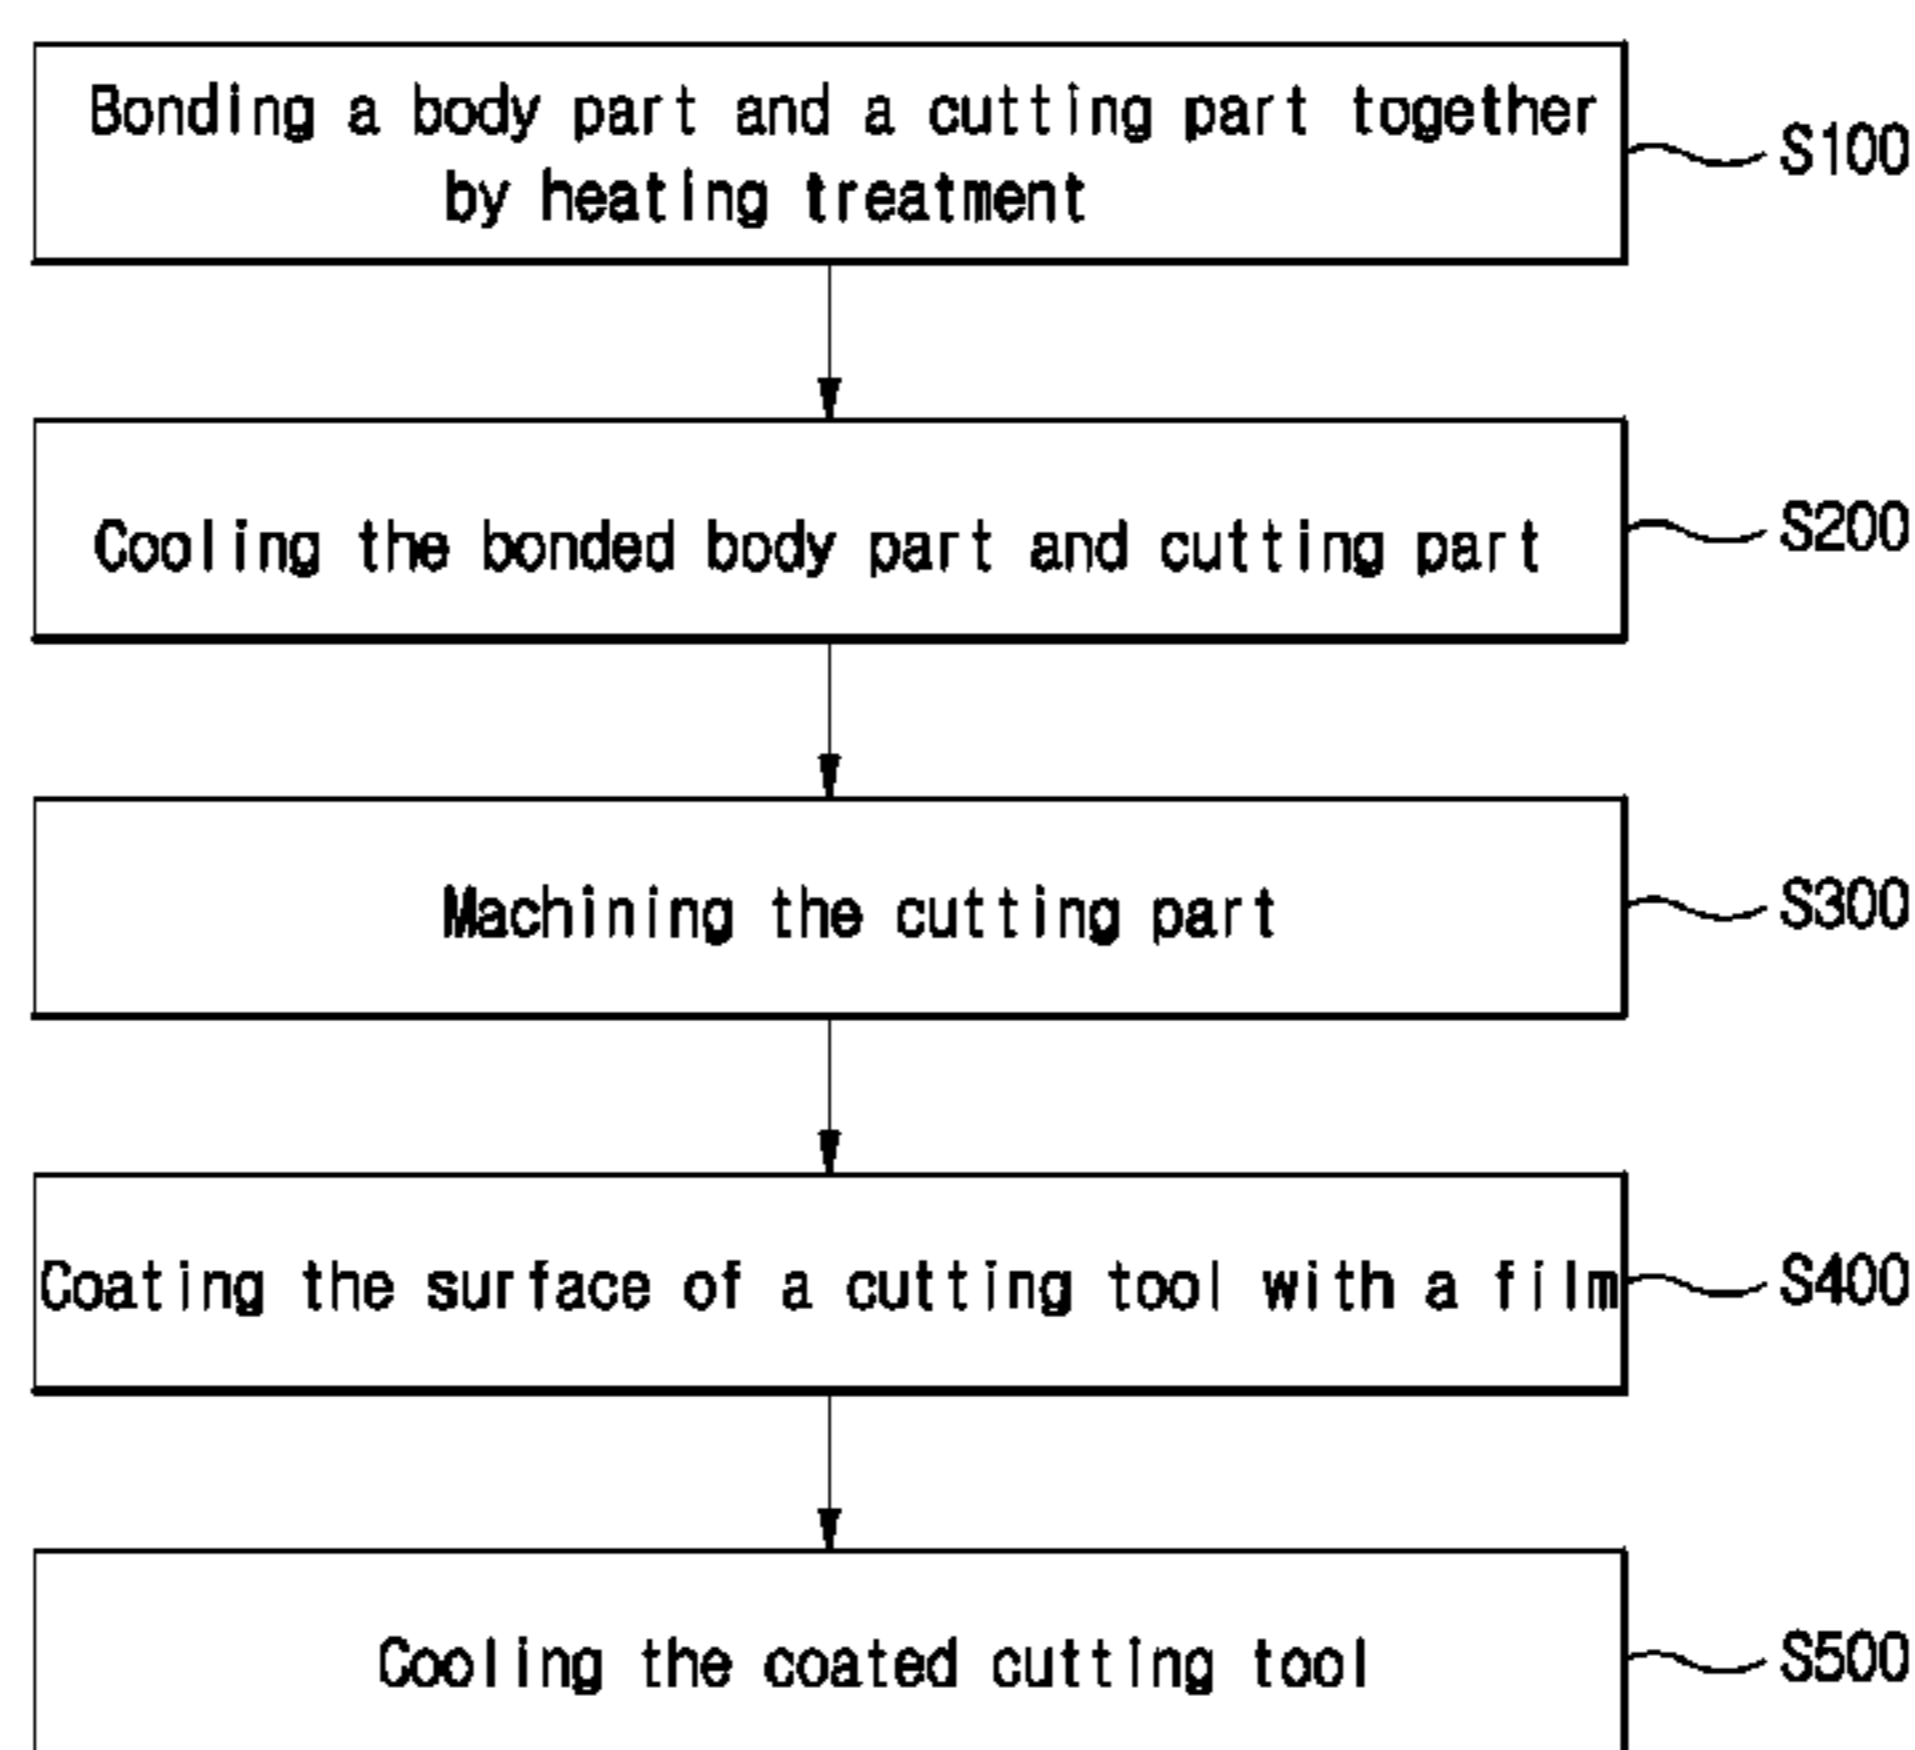 Bonding a body part and a cutting part together
by heating treatment
S100
Cooling the bonded body part and cutting part
S200
Machining the cutting part
S300
Coating the surface of a cutting tool with a film
S400
Cooling the coated cutting tool
S500